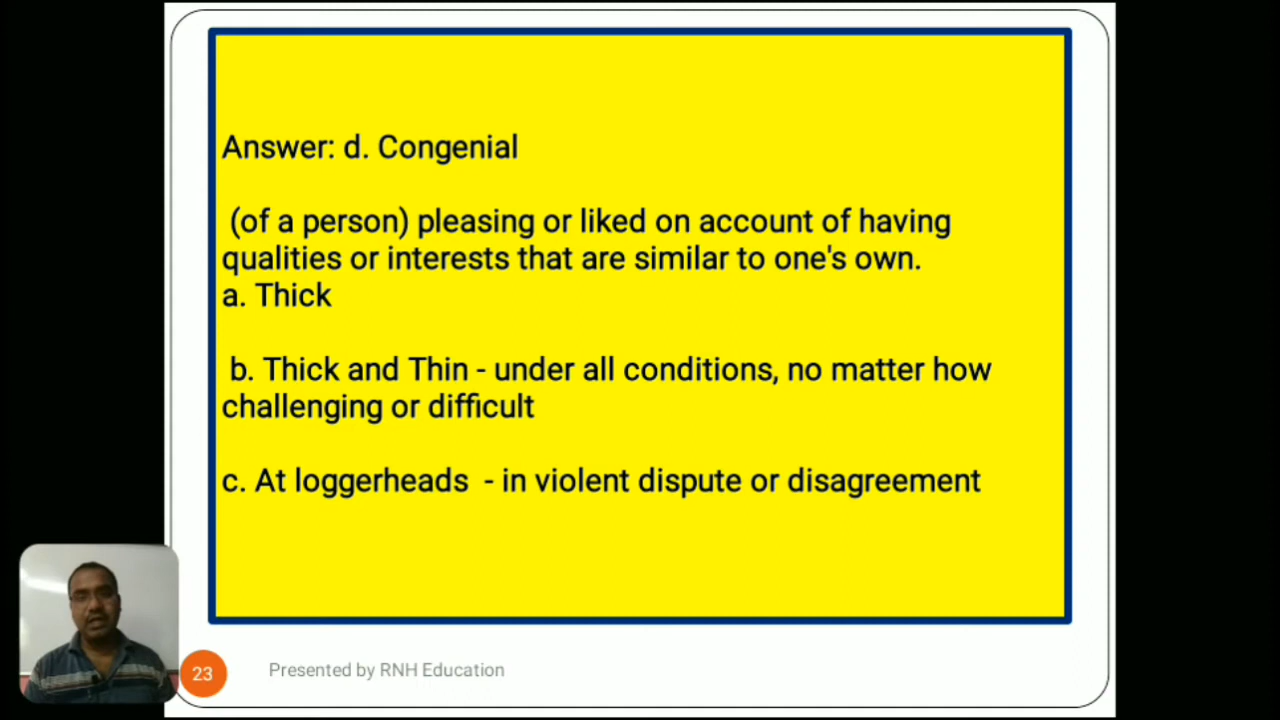 Answer: d. Congenial
(of a person) pleasing or liked on account of having
qualities or interests that are similar to one's own.
a. Thick
b. Thick and Thin - under all conditions, no matter how
challenging or difficult
c. At loggerheads - in violent dispute or disagreement
23
Presented by RNH Education